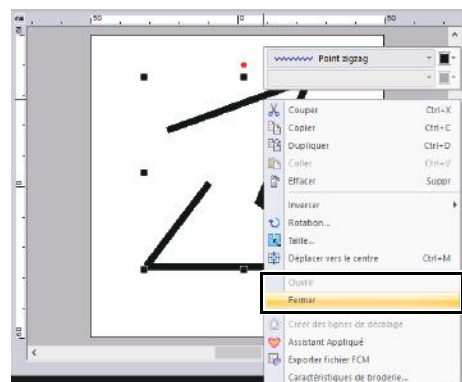 50 0 50
Point zigzag
Couper Ctrl+X
Copier Ctrl+C
Dupliquer Ctrl+D
Coller Ctrl+V
Effacer Suppr
Inverser
Rotation...
Taille...
Déplacer vers le centre Ctrl+M
Ouvrir
Fermer
Créer des lignes de décalage
Assistant Appliqué
Exporter fichier FCM
Caractéristiques de broderie...